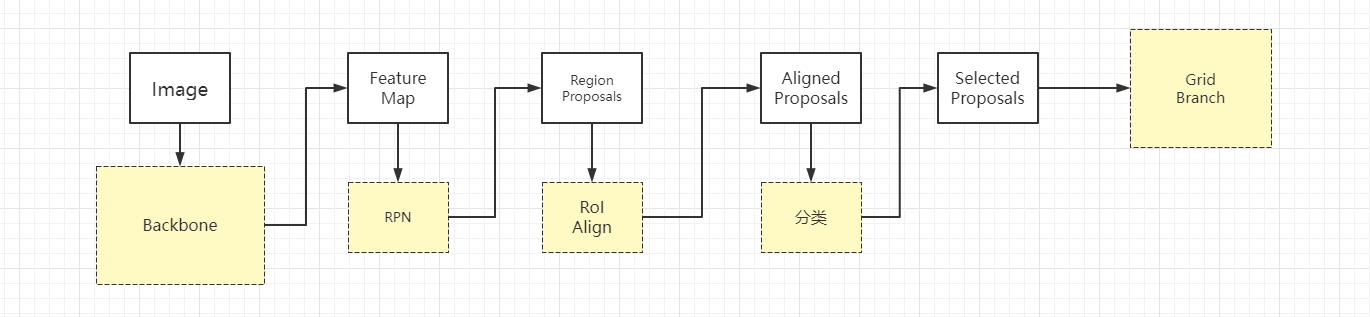 Image
Backbone
Feature
Map
RPN
Region
Proposals
RoI
Align
Aligned
Proposals
分类
Selected
Proposals
Grid
Branch